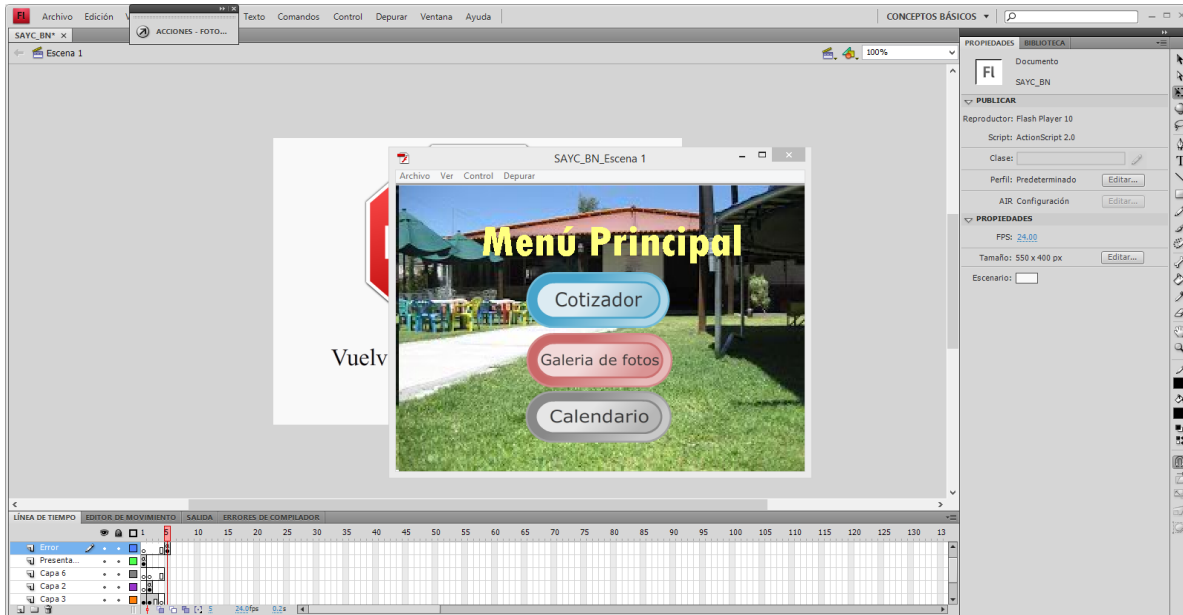 Fl Archivo Edición V Texto Comandos Control Depurar Ventana Ayuda CONCEPTOS BÁSICOS
ACCIONES - FOTO...
SAYC_BN* ×
Escena 1 100%
PROPIEDADES BIBLIOTECA
Fl Documento
SAYC_BN
PUBLICAR
Reproductor: Flash Player 10
Script: ActionScript 2.0
Clase:
Perfil: Predeterminado Editar...
AIR Configuración Editar...
PROPIEDADES
FPS: 24.00
Tamaño: 550 x 400 px Editar...
Escenario:
SAYC_BN_Escena 1
Archivo Ver Control Depurar
Menú Principal
Cotizador
Galeria de fotos
Calendario
Vuelv
LÍNEA DE TIEMPO EDITOR DE MOVIMIENTO SALIDA ERRORES DE COMPILADOR
1 5 10 15 20 25 30 35 40 45 50 55 60 65 70 75 80 85 90 95 100 105 110 115 120 125 130 13
Error
Presenta...
Capa 6
Capa 2
Capa 3
5 24.0fps 0.2s